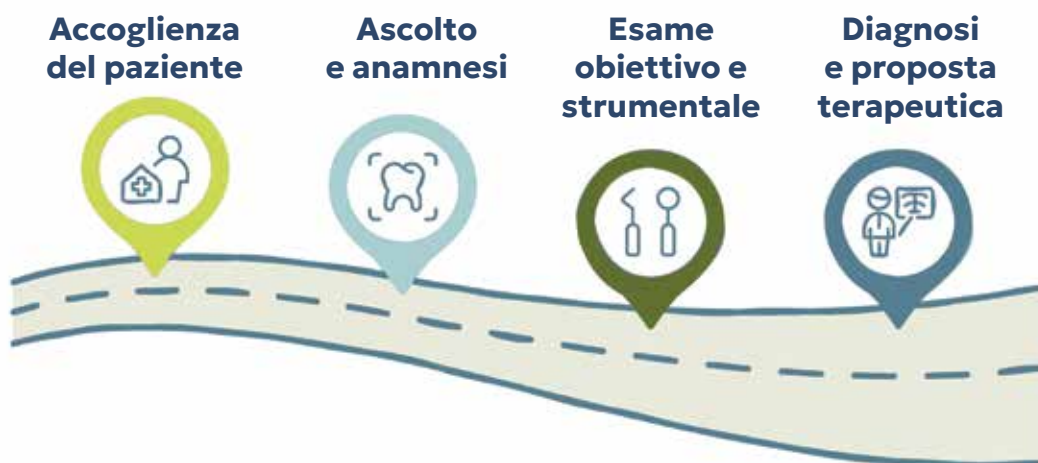 Accoglienza
del paziente
Ascolto
e anamnesi
Esame
obiettivo e
strumentale
Diagnosi
e proposta
terapeutica